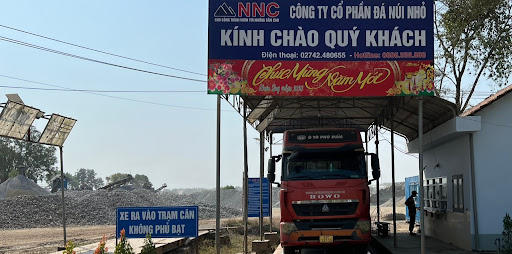 NNC
CÔNG TY CỔ PHẦN ĐÁ NÚI NHỎ
KÍNH CHÀO QUÝ KHÁCH
Điện thoại: 02742.480655 - Hotline:
Chúc Mừng Năm Mới
XE RA VÀO TRẠM CÂN
KHÔNG PHỦ BẠT
HOWO